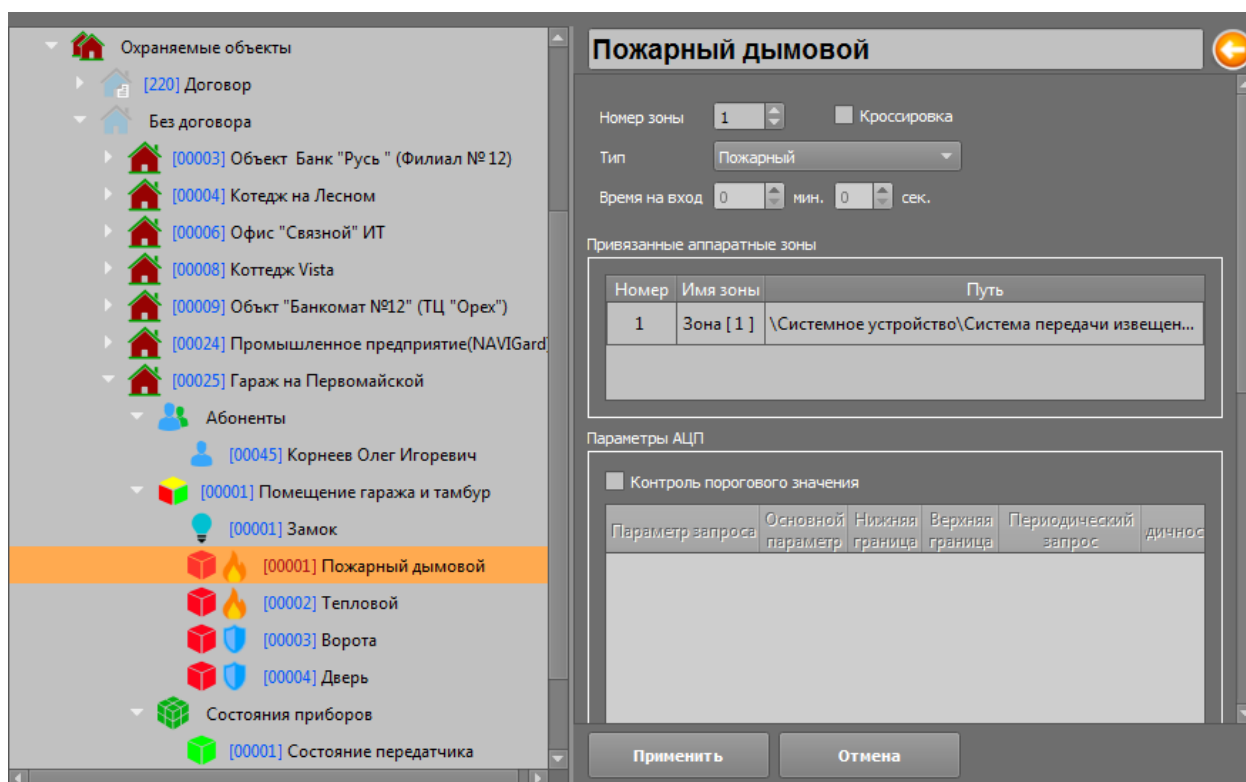 Охраняемые объекты
[220] Договор
Без договора
[00003] Объект Банк "Русь " (Филиал №12)
[00004] Котедж на Лесном
[00006] Офис "Связной" ИТ
[00008] Коттедж Vista
[00009] Объкт "Банкомат №12" (ТЦ "Орех")
[00024] Промышленное предприятие(NAVIGard
[00025] Гараж на Первомайской
Абоненты
[00045] Корнеев Олег Игоревич
[00001] Помещение гаража и тамбур
[00001] Замок
[00001] Пожарный дымовой
[00002] Тепловой
[00003] Ворота
[00004] Дверь
Состояния приборов
[00001] Состояние передатчика
Пожарный дымовой
Номер зоны 1 Кроссировка
Тип Пожарный
Время на вход 0 мин. 0 сек.
Привязанные аппаратные зоны
Номер Имя зоны Путь
1 Зона [ 1 ] \Системное устройство\Система передачи извещен...
Параметры АЦП
Контроль порогового значения
Параметр запроса Основной параметр Нижняя граница Верхняя граница Периодический запрос дичнос
Применить Отмена